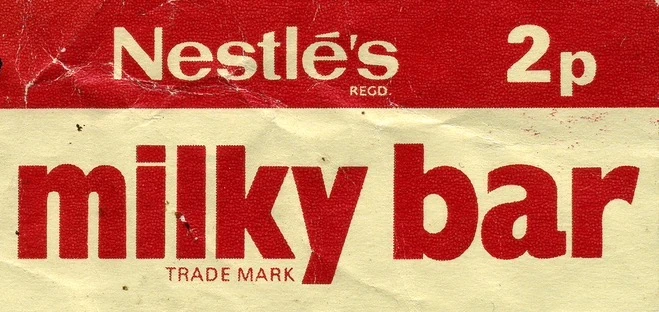 Nestlé's 2p
REGD.
milky bar
TRADE MARK